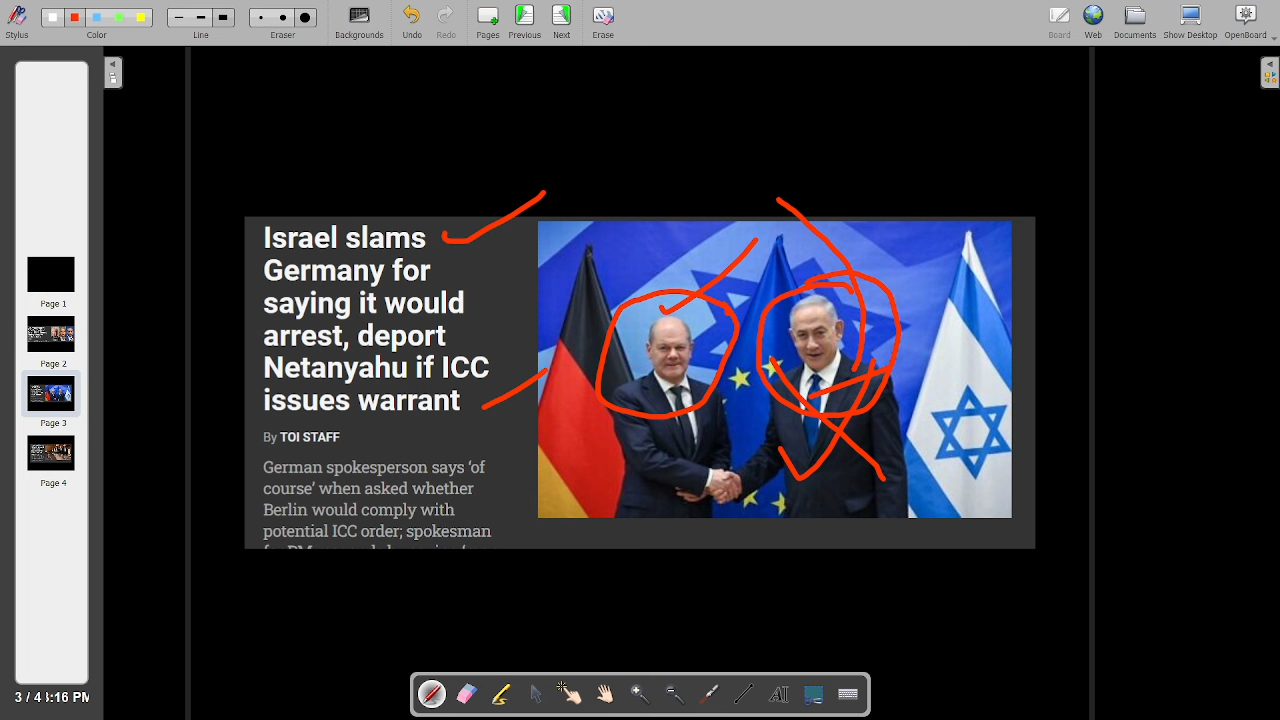 Stylus
Color
Line
Eraser
Backgrounds
Undo
Redo
Pages
Previous
Next
Erase
Board
Web
Documents
Show Desktop
OpenBoard
Page 1
Page 2
Page 3
Page 4
Israel slams
Germany for
saying it would
arrest, deport
Netanyahu if ICC
issues warrant
By TOI STAFF
German spokesperson says ‘of
course’ when asked whether
Berlin would comply with
potential ICC order; spokesman
3 / 4
AI